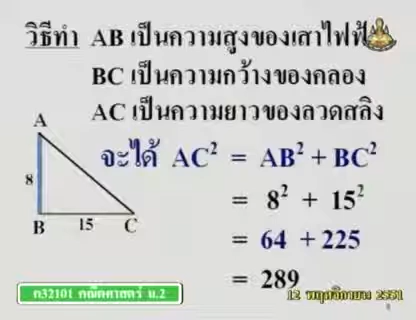 วิธีทำ AB เป็นความสูงของเสาไฟฟ้า
BC เป็นความกว้างของคลอง
AC เป็นความยาวของลวดสลิง
จะได้ AC² = AB² + BC²
= 8² + 15²
= 64 + 225
= 289
A
8
B 15 C
ค32101 คณิตศาสตร์ ม.2
12 พฤศจิกายน 2551